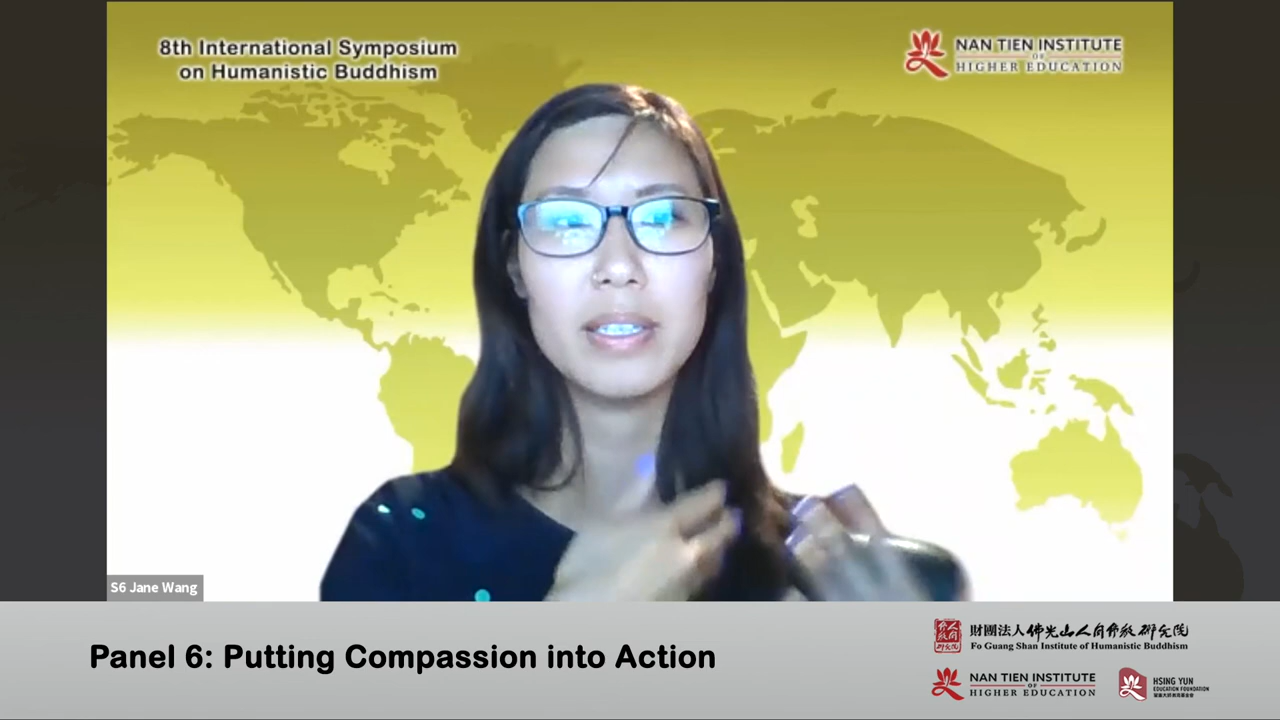 8th International Symposium
on Humanistic Buddhism
NAN TIEN INSTITUTE
OF
HIGHER EDUCATION
S6 Jane Wang
Panel 6: Putting Compassion into Action
財團法人佛光山人間佛教研究院
Fo Guang Shan Institute of Humanistic Buddhism
NAN TIEN INSTITUTE
OF
HIGHER EDUCATION
HSING YUN
EDUCATION FOUNDATION